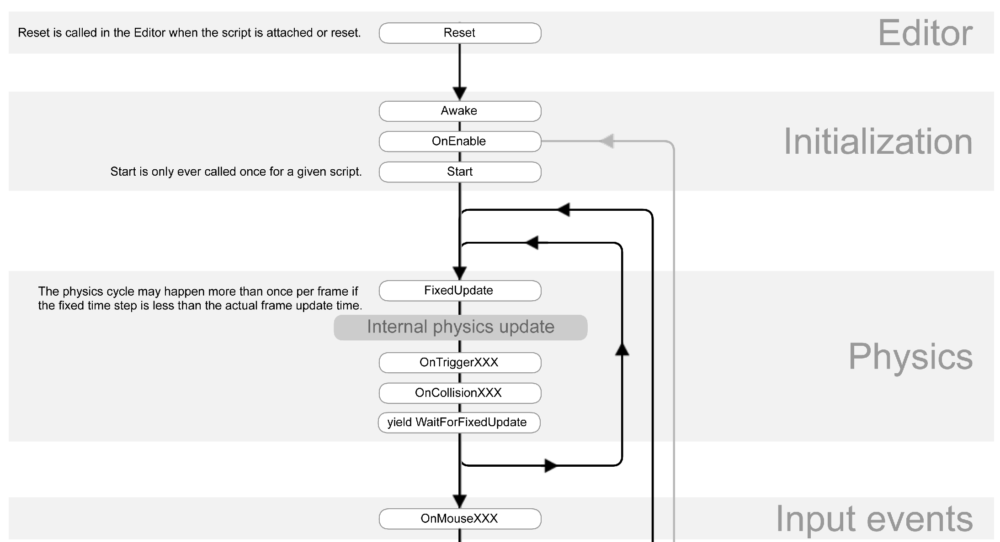 Reset is called in the Editor when the script is attached or reset.
Reset
Editor
Awake
OnEnable
Initialization
Start is only ever called once for a given script.
Start
The physics cycle may happen more than once per frame if
the fixed time step is less than the actual frame update time.
FixedUpdate
Internal physics update
OnTriggerXXX
Physics
OnCollisionXXX
yield WaitForFixedUpdate
OnMouseXXX
Input events